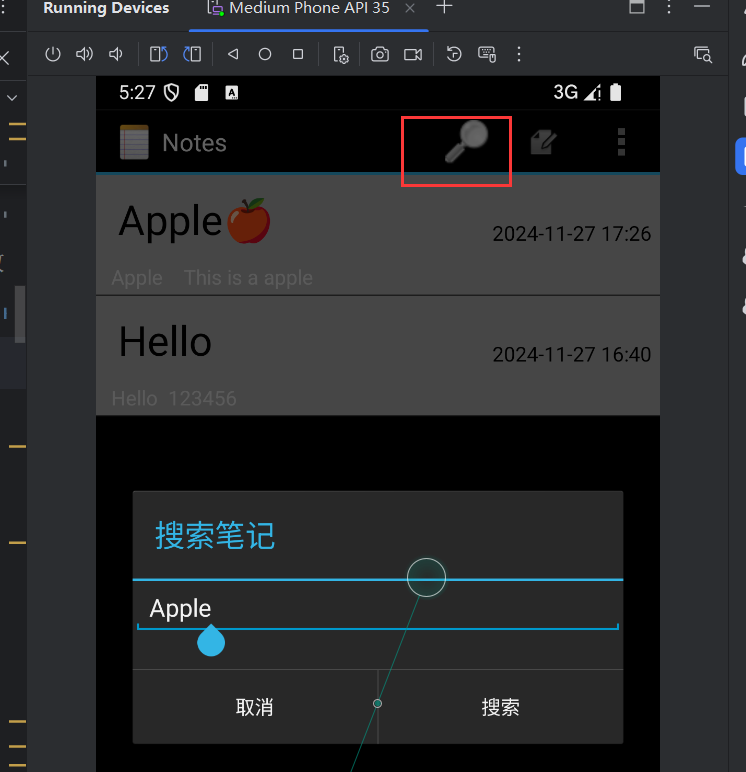 Running Devices
Medium Phone API 35
5:27
A
3G
Notes
Apple🍎
2024-11-27 17:26
Apple This is a apple
Hello
2024-11-27 16:40
Hello 123456
搜索笔记
Apple
取消
搜索